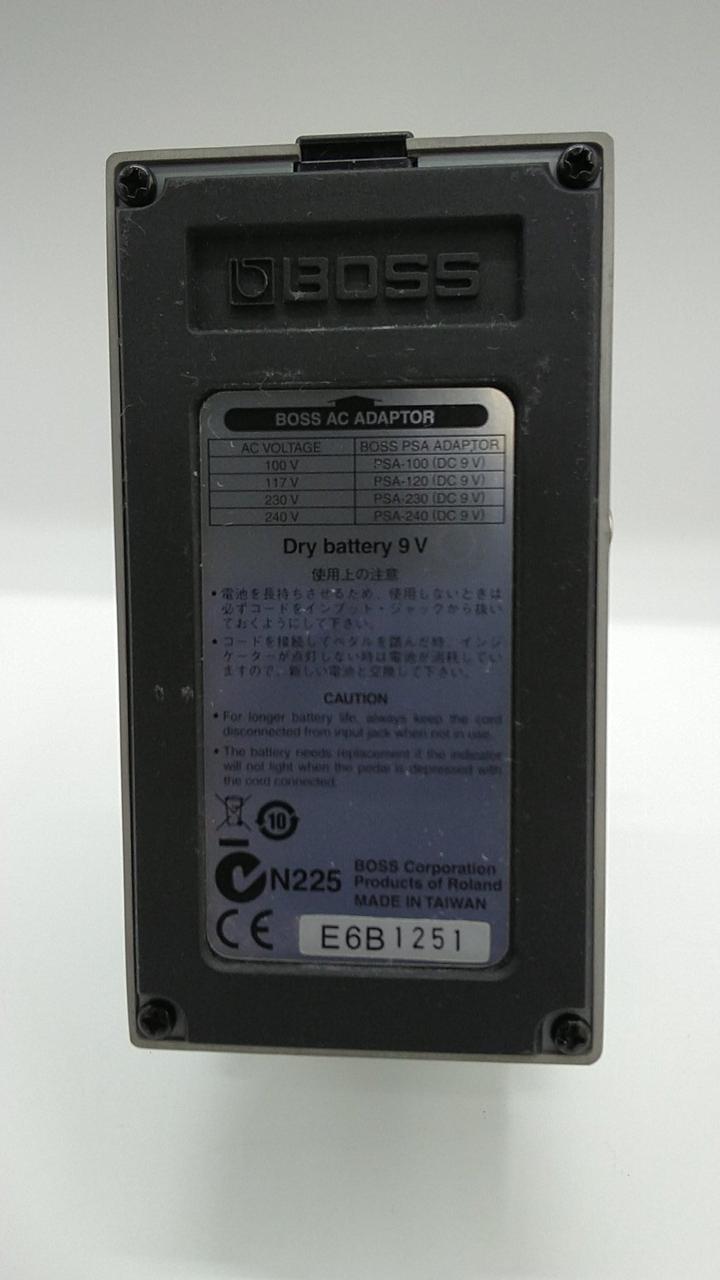 BOSS
BOSS AC ADAPTOR
AC VOLTAGE BOSS PSA ADAPTOR
100 V PSA-100 (DC 9 V)
117 V PSA-120 (DC 9 V)
230 V PSA-230 (DC 9 V)
240 V PSA-240 (DC 9 V)
Dry battery 9 V
使用上の注意
• 電池を長持ちさせるため、使用しないときは
必ずコードをインプット・ジャックから抜い
ておくようにして下さい。
• コードを接続してペダルを踏んだ時、インジ
ケーターが点灯しない時は電池が消耗してい
ますので、新しい電池と交換して下さい。
CAUTION
• For longer battery life, always keep the cord
disconnected from input jack when not in use.
• The battery needs replacement if the indicator
will not light when the pedal is depressed with
the cord connected.
10
N225
BOSS Corporation
Products of Roland
MADE IN TAIWAN
CE
E6B1251